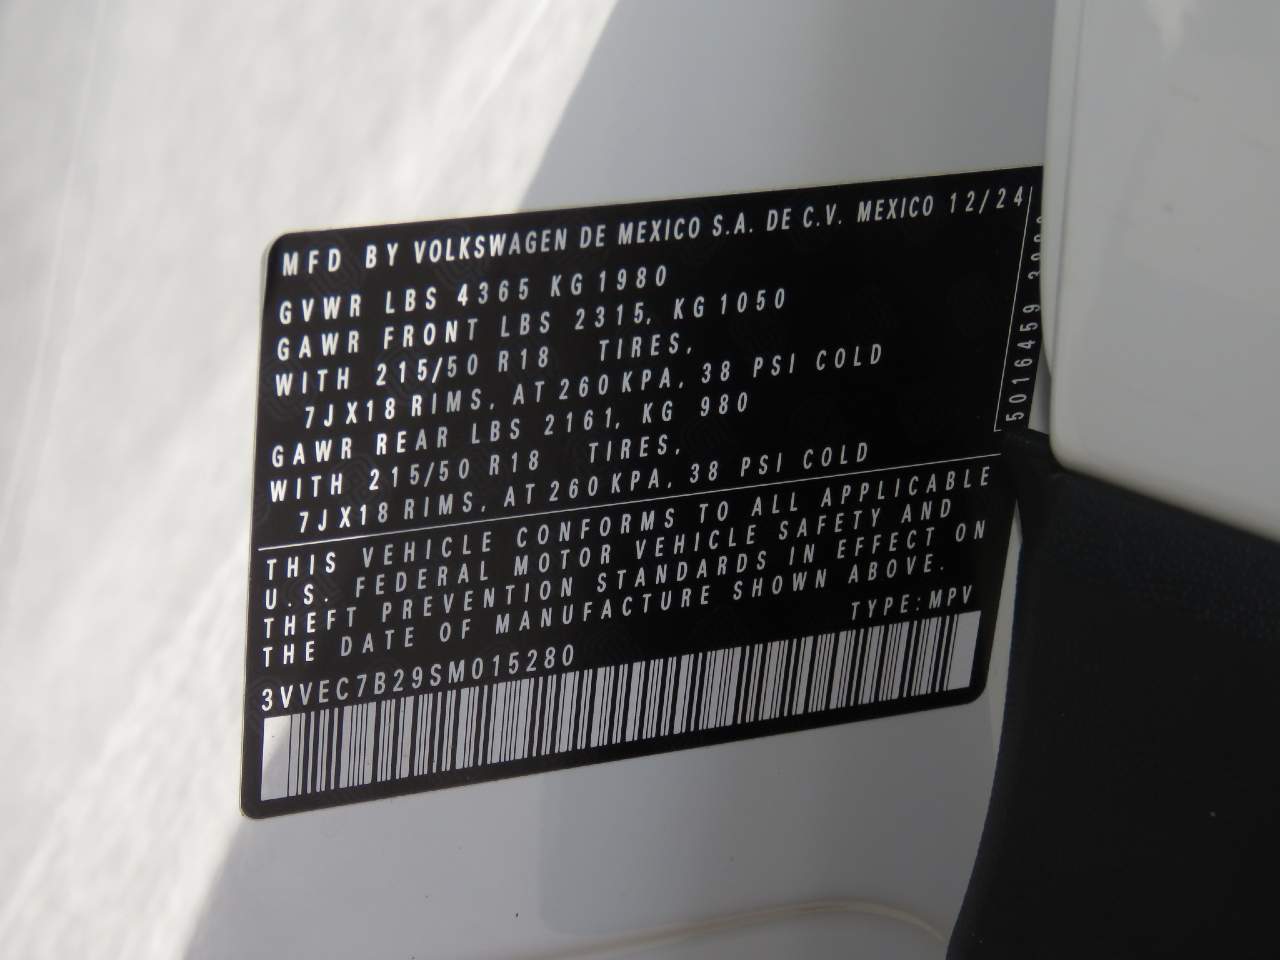 MFD BY VOLKSWAGEN DE MEXICO S.A. DE C.V. MEXICO 12/24
GVWR LBS 4365 KG 1980
GAWR FRONT LBS 2315, KG 1050
WITH 215/50 R18 TIRES,
7JX18 RIMS, AT 260 KPA, 38 PSI COLD
GAWR REAR LBS 2161, KG 980
WITH 215/50 R18 TIRES,
7JX18 RIMS, AT 260 KPA, 38 PSI COLD
THIS VEHICLE CONFORMS TO ALL APPLICABLE
U.S. FEDERAL MOTOR VEHICLE SAFETY AND
THEFT PREVENTION STANDARDS IN EFFECT ON
THE DATE OF MANUFACTURE SHOWN ABOVE.
TYPE: MPV
3VVEC7B29SM015280
5016459